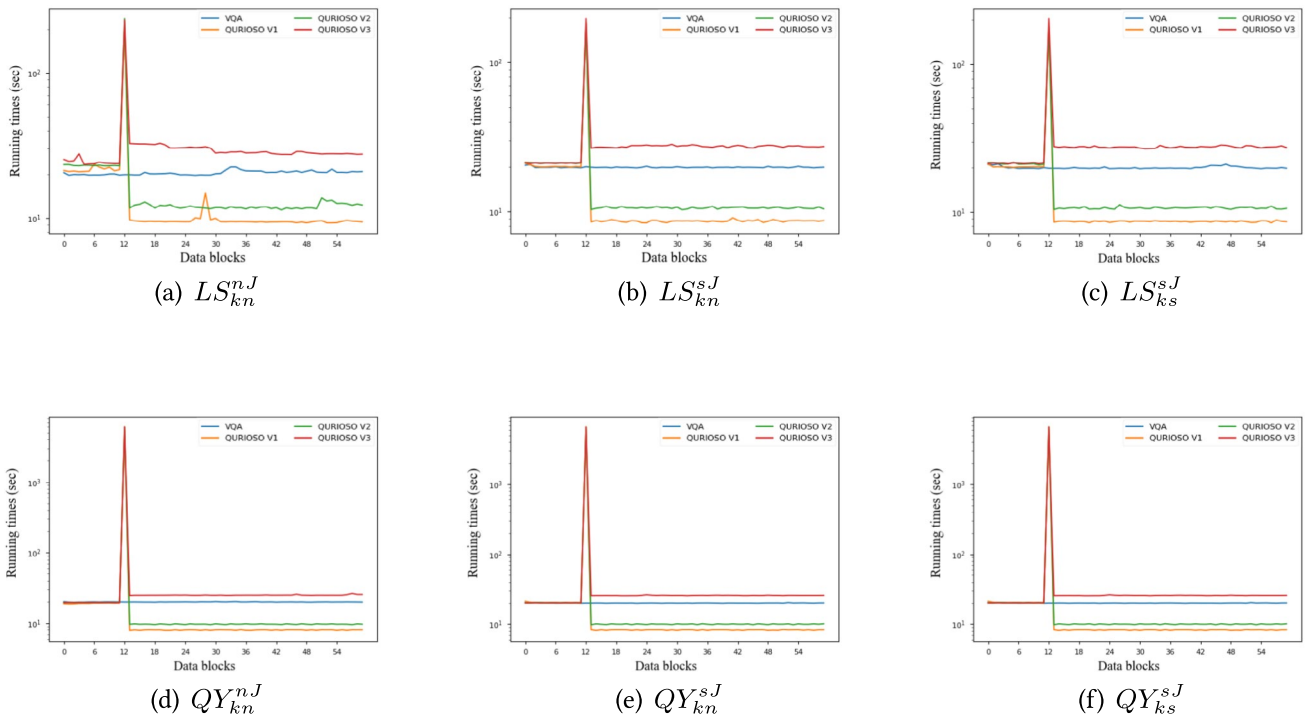 VQA QURIOSO V2
QURIOSO V1 QURIOSO V3
Running times (sec)
10²
10¹
0 6 12 18 24 30 36 42 48 54
Data blocks
(a) LS_{kn}^{nJ}
VQA QURIOSO V2
QURIOSO V1 QURIOSO V3
Running times (sec)
10²
10¹
0 6 12 18 24 30 36 42 48 54
Data blocks
(b) LS_{kn}^{sJ}
VQA QURIOSO V2
QURIOSO V1 QURIOSO V3
Running times (sec)
10²
10¹
0 6 12 18 24 30 36 42 48 54
Data blocks
(c) LS_{ks}^{sJ}
VQA QURIOSO V2
QURIOSO V1 QURIOSO V3
Running times (sec)
10³
10²
10¹
0 6 12 18 24 30 36 42 48 54
Data blocks
(d) QY_{kn}^{nJ}
VQA QURIOSO V2
QURIOSO V1 QURIOSO V3
Running times (sec)
10³
10²
10¹
0 6 12 18 24 30 36 42 48 54
Data blocks
(e) QY_{kn}^{sJ}
VQA QURIOSO V2
QURIOSO V1 QURIOSO V3
Running times (sec)
10³
10²
10¹
0 6 12 18 24 30 36 42 48 54
Data blocks
(f) QY_{ks}^{sJ}